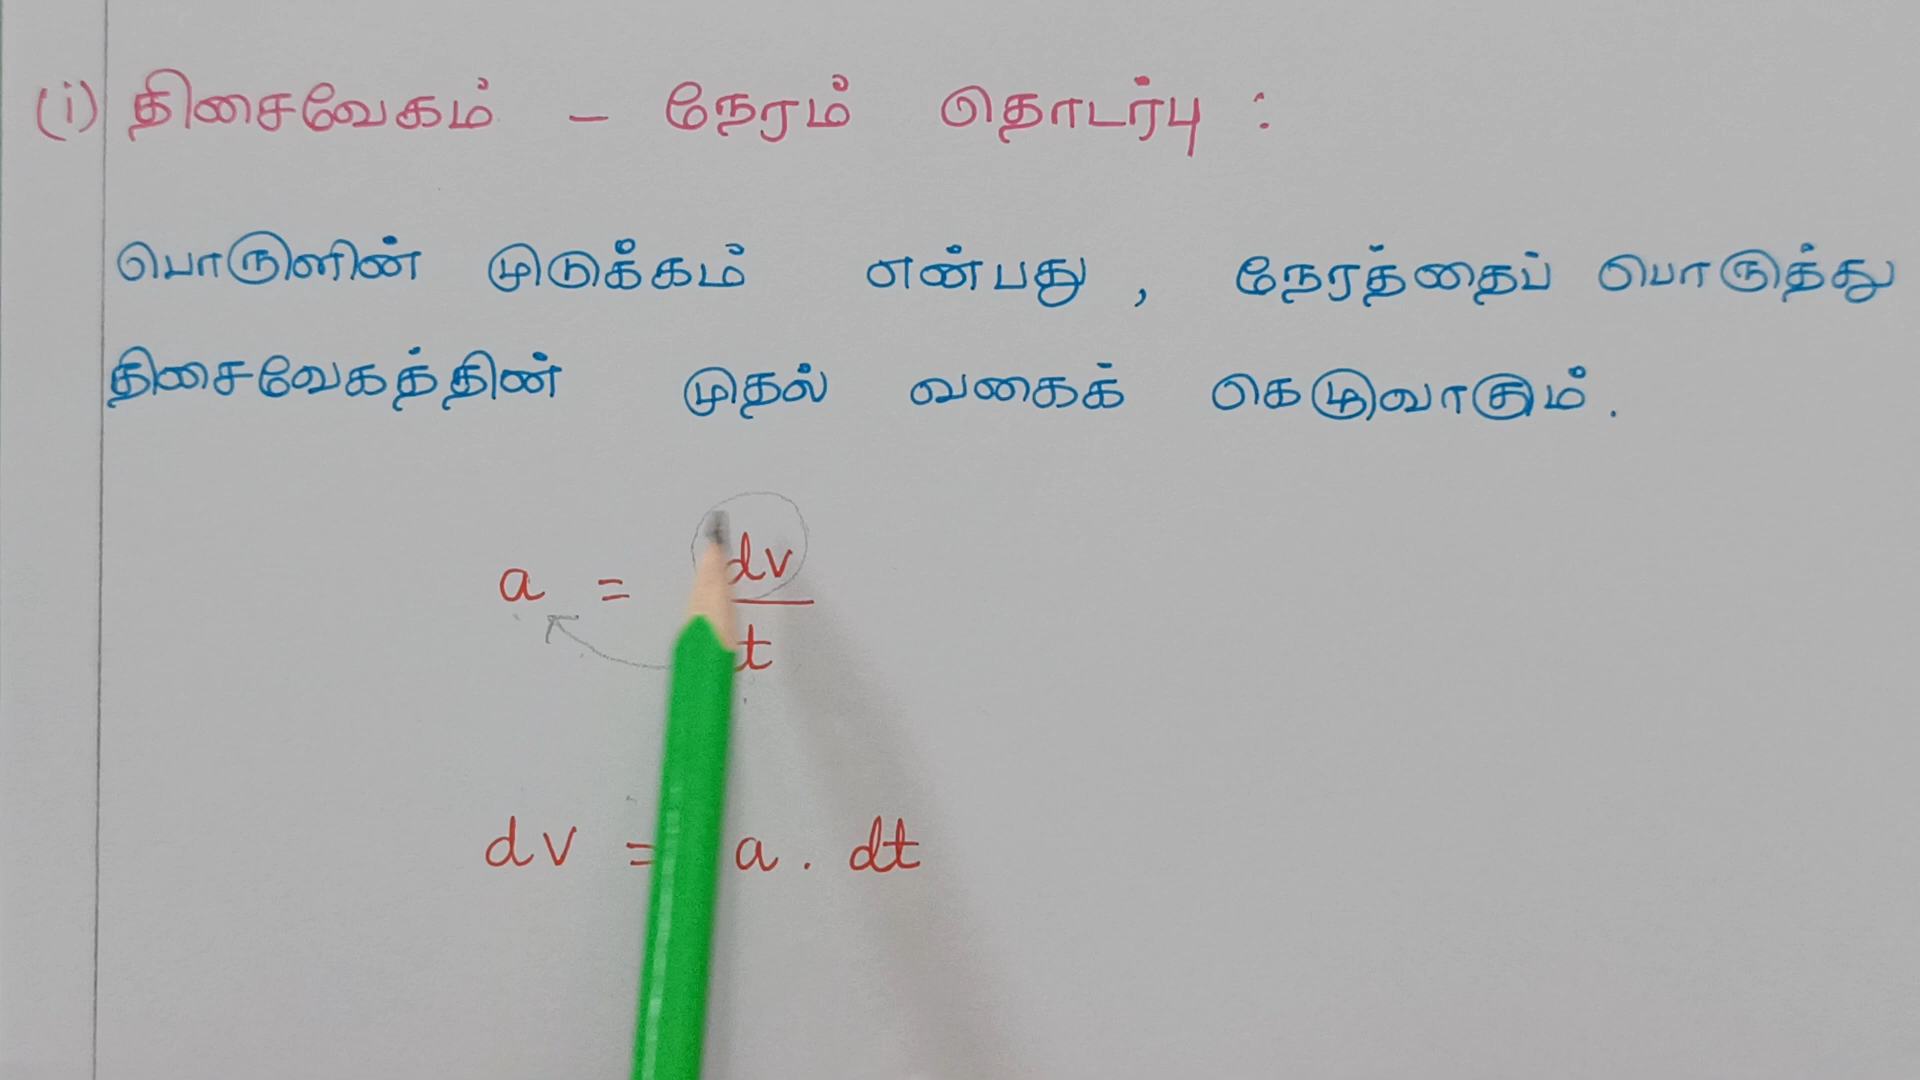 (i) திசைவேகம் – நேரம் தொடர்பு :
பொருளின் முடுக்கம் என்பது , நேரத்தைப் பொருத்து
திசைவேகத்தின் முதல் வகைக் கெழுவாகும் .
a = dv
t
dv = a . dt